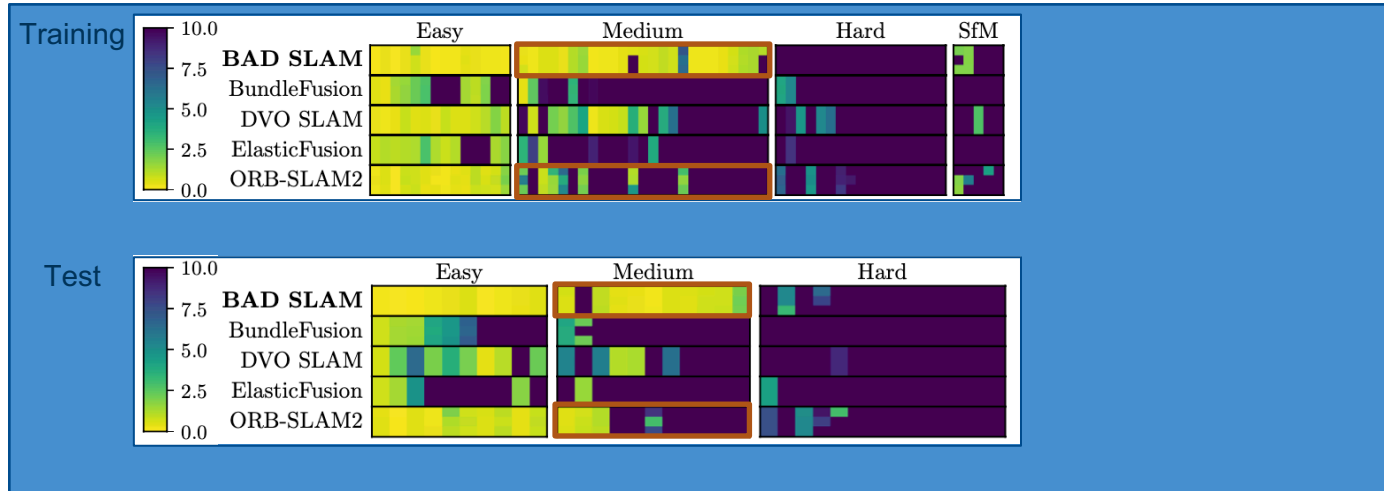 Training
10.0
7.5
5.0
2.5
0.0
Easy Medium Hard SfM
BAD SLAM
BundleFusion
DVO SLAM
ElasticFusion
ORB-SLAM2
Test
10.0
7.5
5.0
2.5
0.0
Easy Medium Hard
BAD SLAM
BundleFusion
DVO SLAM
ElasticFusion
ORB-SLAM2